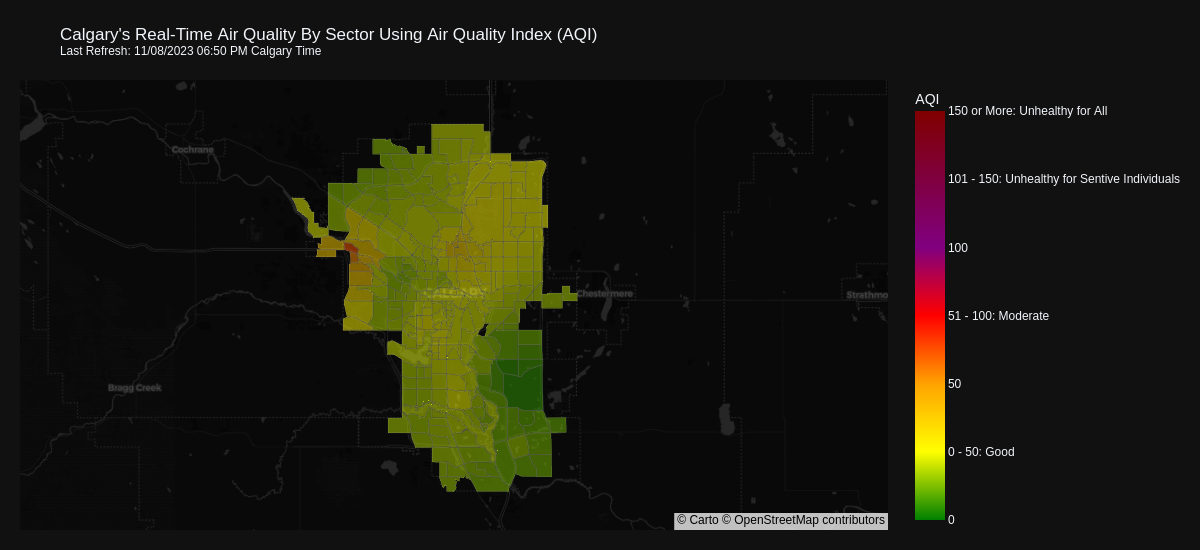 Calgary's Real-Time Air Quality By Sector Using Air Quality Index (AQI)
Last Refresh: 11/08/2023 06:50 PM Calgary Time
AQI
150 or More: Unhealthy for All
Cochrane
101 - 150: Unhealthy for Sentive Individuals
100
Chestermere
Strathmo
51 - 100: Moderate
50
Bragg Creek
0 - 50: Good
0
© Carto © OpenStreetMap contributors